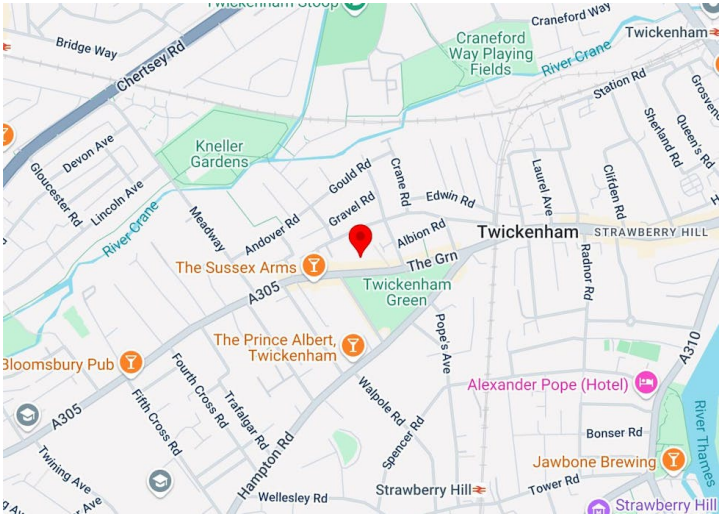 Twickenham Stoop
Craneford Way
Bridge Way
Craneford
Way Playing
Fields
Twickenham
Chertsey Rd
River Crane
Station Rd
Grosvenor
Kneller
Gardens
Queen's Rd
Sherland Rd
Devon Ave
Gloucester Rd
Lincoln Ave
Gould Rd
Crane Rd
Laurel Ave
Clifden Rd
Meadway
Gravel Rd
Edwin Rd
River Crane
Andover Rd
Albion Rd
Twickenham
STRAWBERRY HILL
The Sussex Arms
The Grn
Radnor Rd
A305
Twickenham
Green
The Prince Albert,
Twickenham
Pope's Ave
A310
Bloomsbury Pub
Fourth Cross Rd
Alexander Pope (Hotel)
Fifth Cross Rd
Trafalgar Rd
Walpole Rd
A305
River Thames
Spencer Rd
Bonser Rd
Hampton Rd
Twining Ave
Jawbone Brewing
Tower Rd
Wellesley Rd
Strawberry Hill
Strawberry Hill